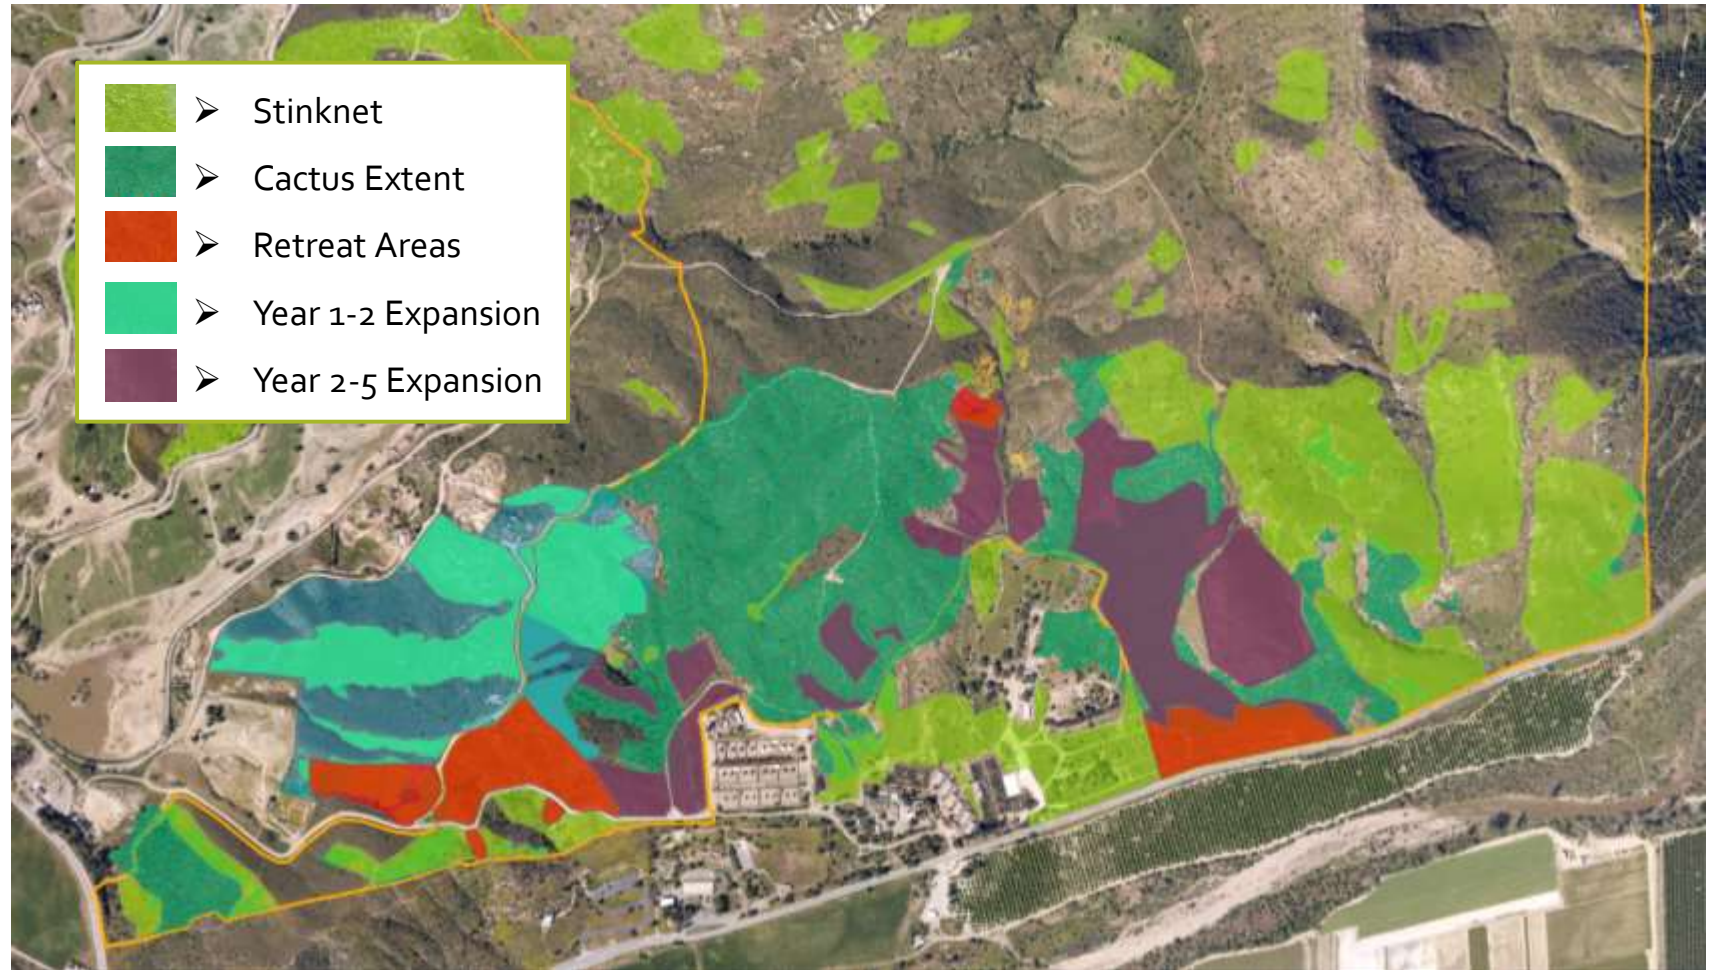 ➢ Stinknet
➢ Cactus Extent
➢ Retreat Areas
➢ Year 1-2 Expansion
➢ Year 2-5 Expansion